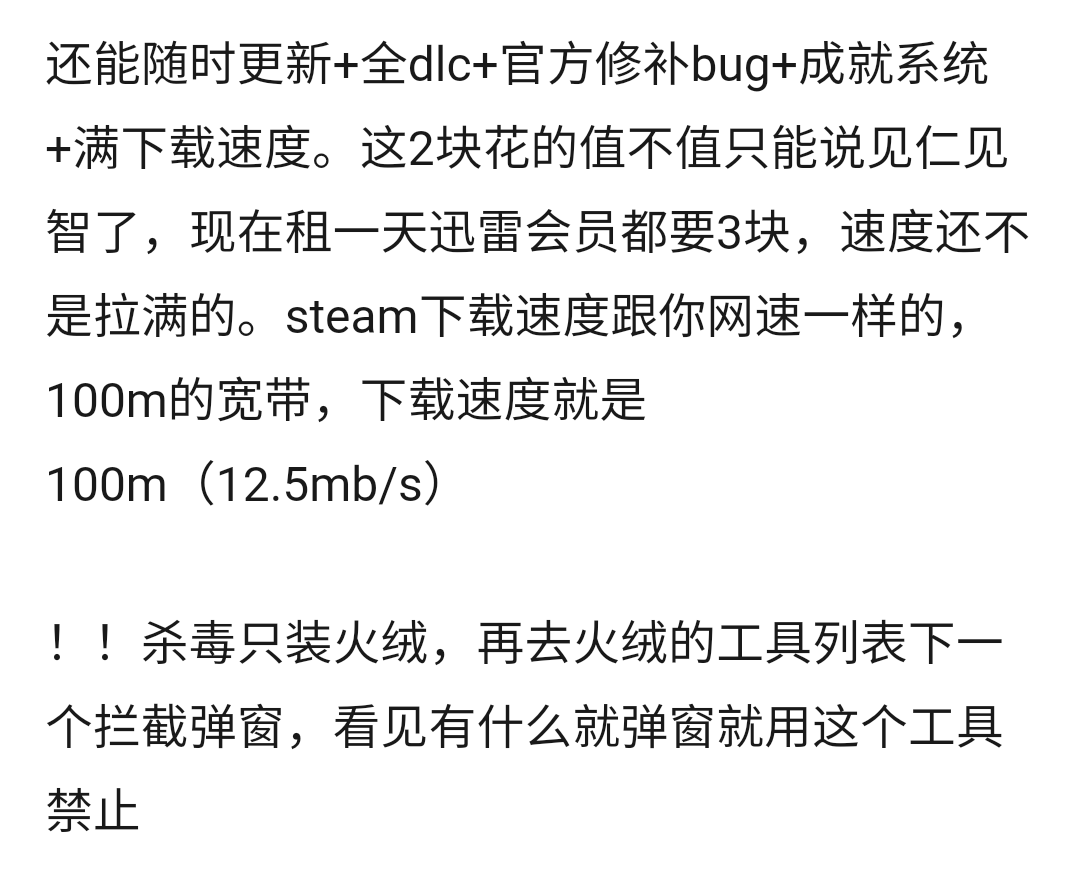 还能随时更新+全dlc+官方修补bug+成就系统
+满下载速度。这2块花的值不值只能说见仁见
智了，现在租一天迅雷会员都要3块，速度还不
是拉满的。steam下载速度跟你网速一样的，
100m的宽带，下载速度就是
100m（12.5mb/s）
！！杀毒只装火绒，再去火绒的工具列表下一
个拦截弹窗，看见有什么就弹窗就用这个工具
禁止